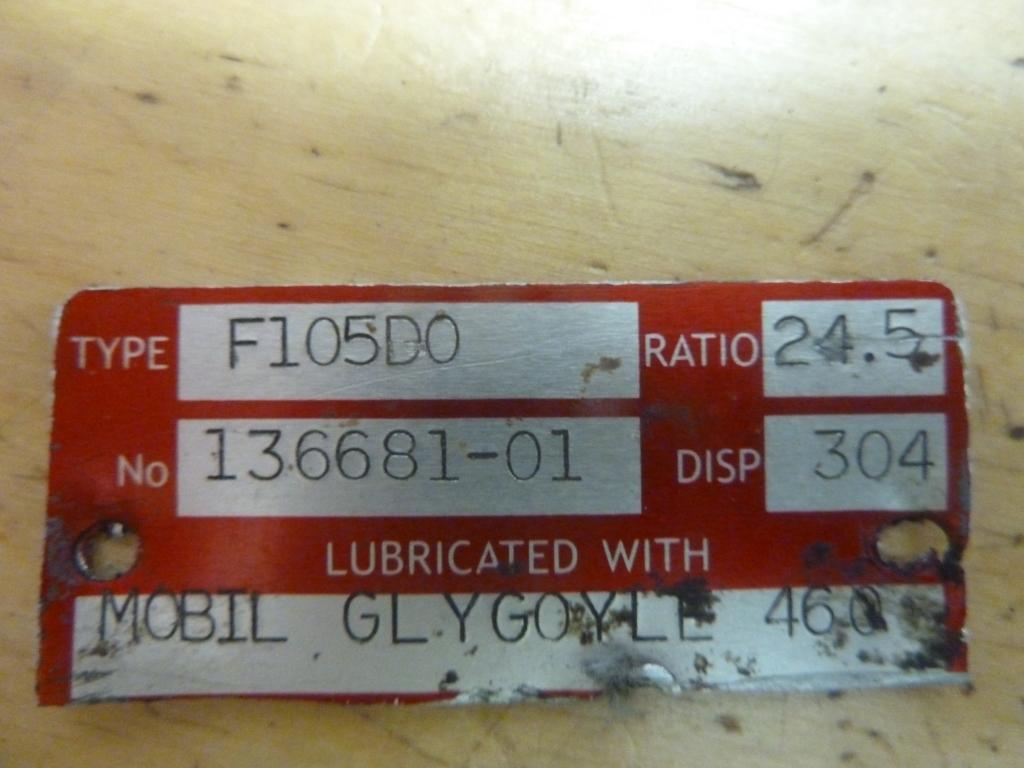 TYPE F105D0 RATIO 24.5
No 136681-01 DISP 304
LUBRICATED WITH
MOBIL GLYGOYLE 460